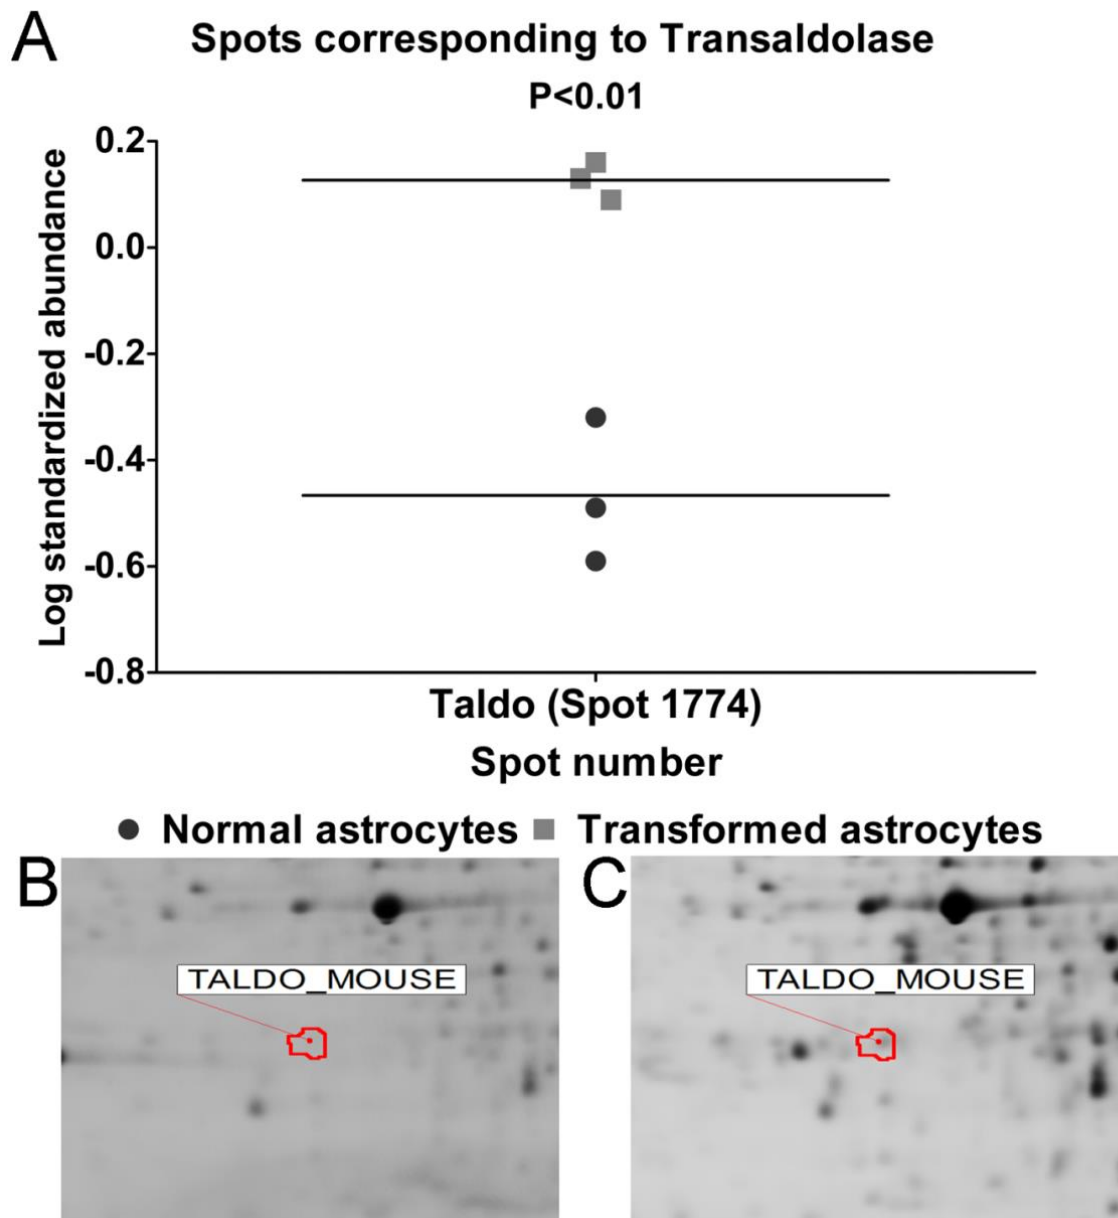 A
Spots corresponding to Transaldolase
P<0.01
Log standardized abundance
0.2
0.0
-0.2
-0.4
-0.6
-0.8
Taldo (Spot 1774)
Spot number
Normal astrocytes
Transformed astrocytes
B
TALDO_MOUSE
C
TALDO_MOUSE